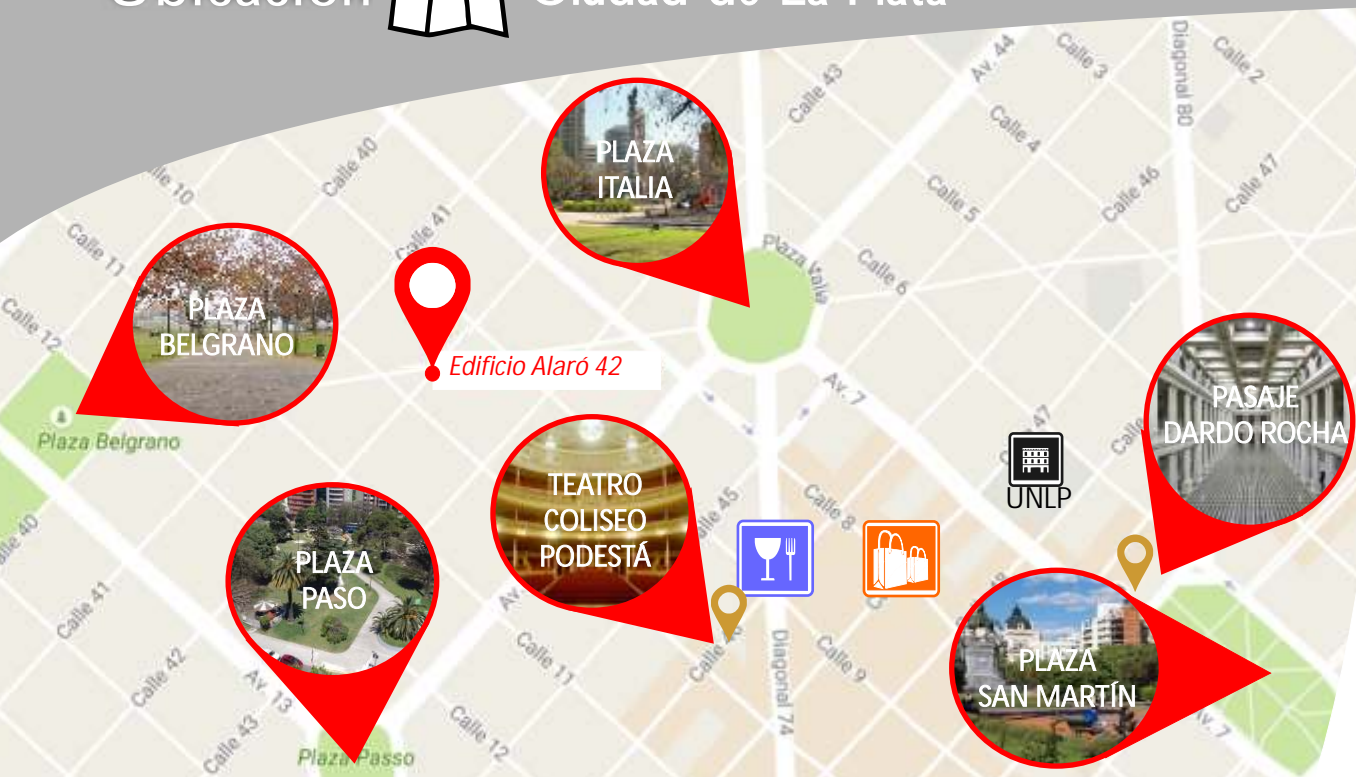 Ubicación
Ciudad de La Plata
Av. 44
Calle 3
Diagonal 80
Calle 2
Calle 43
Calle 4
Calle 40
Calle 46
Calle 47
Calle 5
Calle 41
PLAZA
ITALIA
Calle 11
Plaza Italia
Calle 6
PLAZA
BELGRANO
Calle 12
Edificio Alaró 42
Av. 7
PASAJE
DARDO ROCHA
Plaza Belgrano
UNLP
TEATRO
COLISEO
PODESTÁ
Calle 8
PLAZA
PASO
Calle 41
Calle 42
Av. 13
Calle 43
Calle 11
Calle 12
Diagonal 74
Calle 9
PLAZA
SAN MARTÍN
Av. 7
Plaza Passo